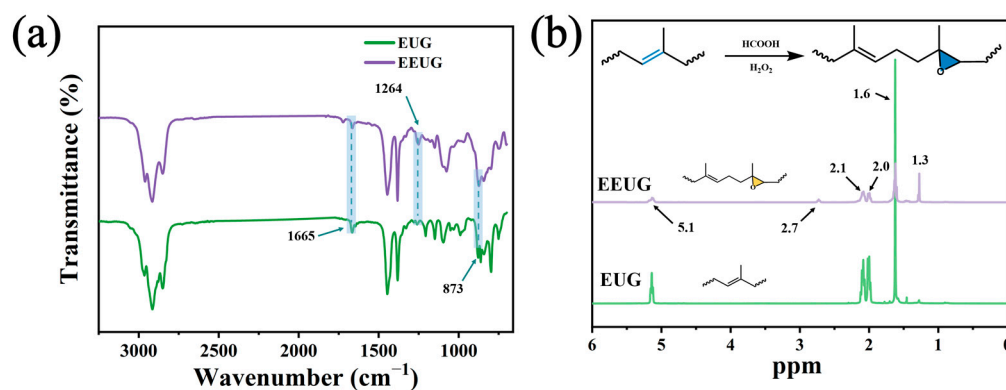 (a)
EUG
EEUG
1264
1665
873
Transmittance (%)
3000 2500 2000 1500 1000
Wavenumber (cm⁻¹)
(b)
HCOOH
H₂O₂
O
1.6
EEUG
O
2.1
2.0
1.3
5.1
2.7
EUG
6 5 4 3 2 1 0
ppm